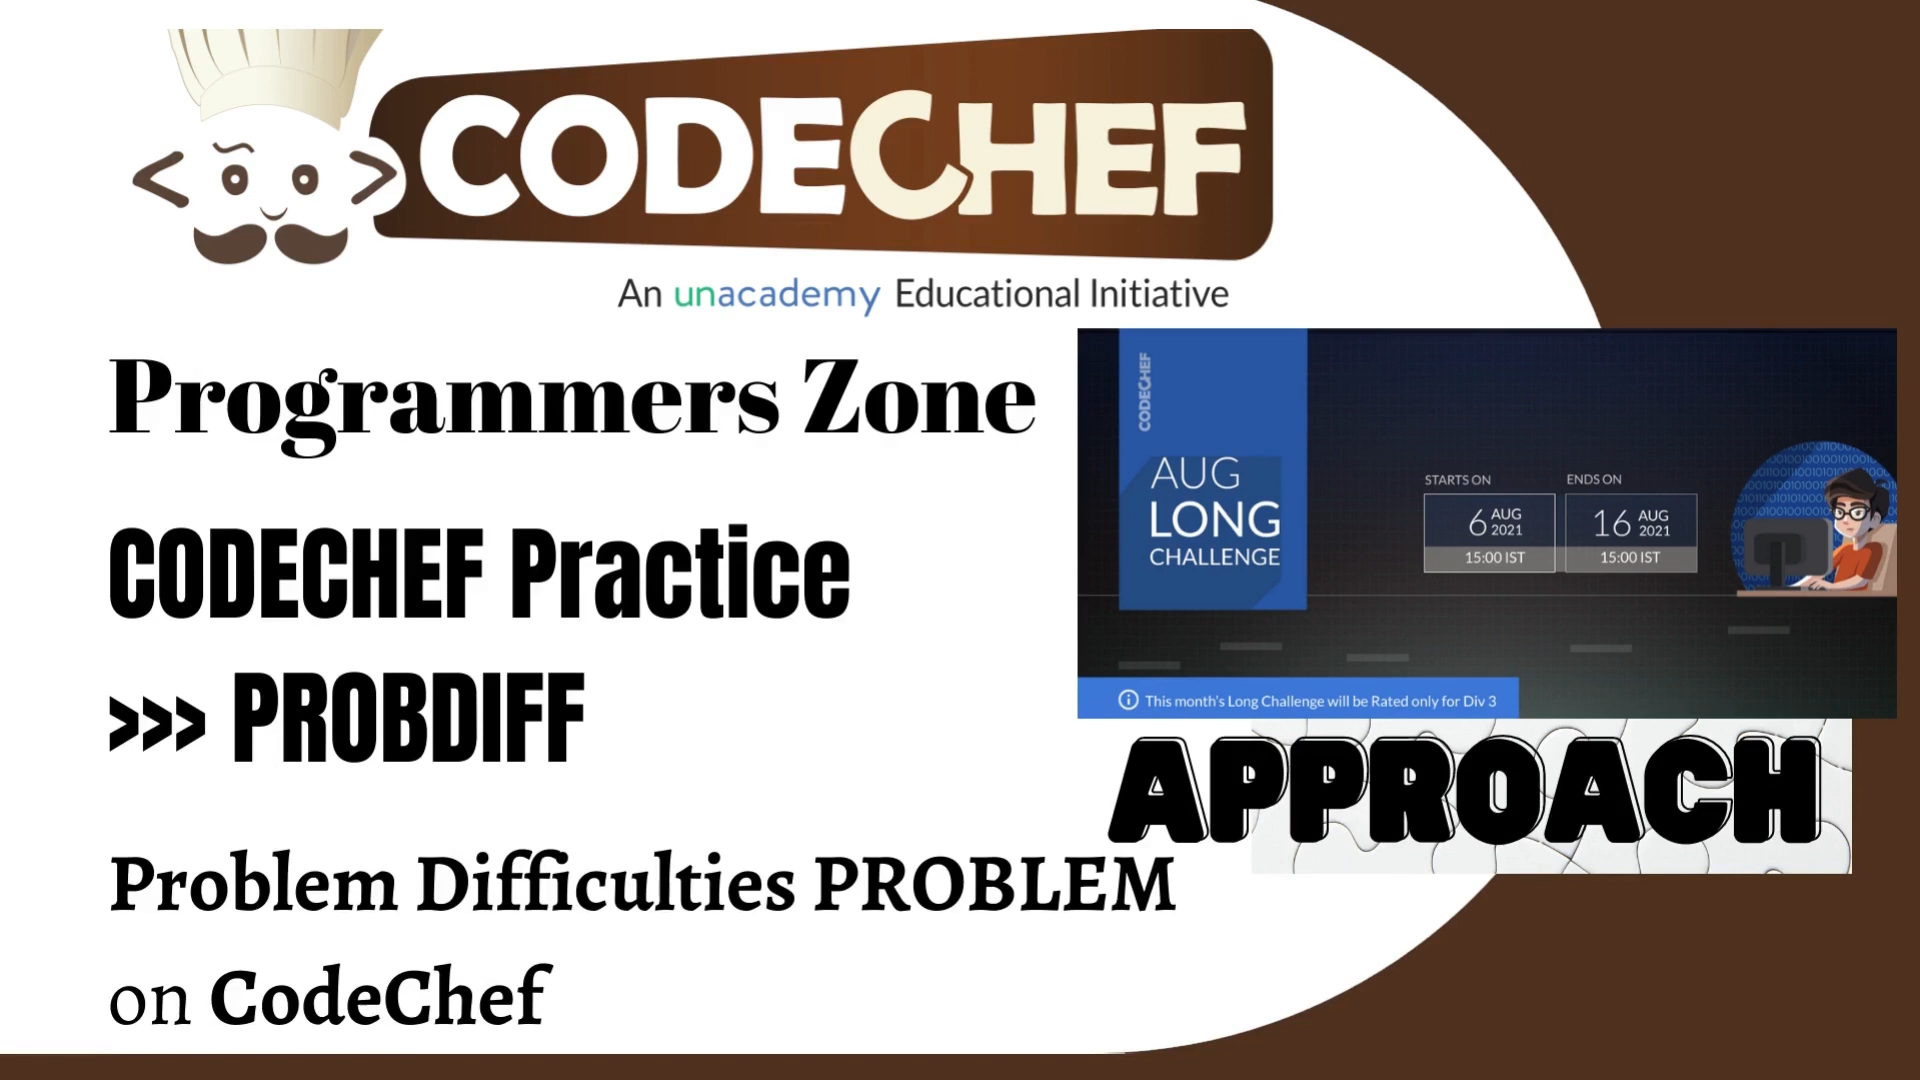 CODECHEF
An unacademy Educational Initiative
Programmers Zone
CODECHEF Practice
>>> PROBDIFF
Problem Difficulties PROBLEM
on CodeChef
CODECHEF
AUG
LONG
CHALLENGE
STARTS ON
6 AUG 2021
15:00 IST
ENDS ON
16 AUG 2021
15:00 IST
This month's Long Challenge will be Rated only for Div 3
APPROACH